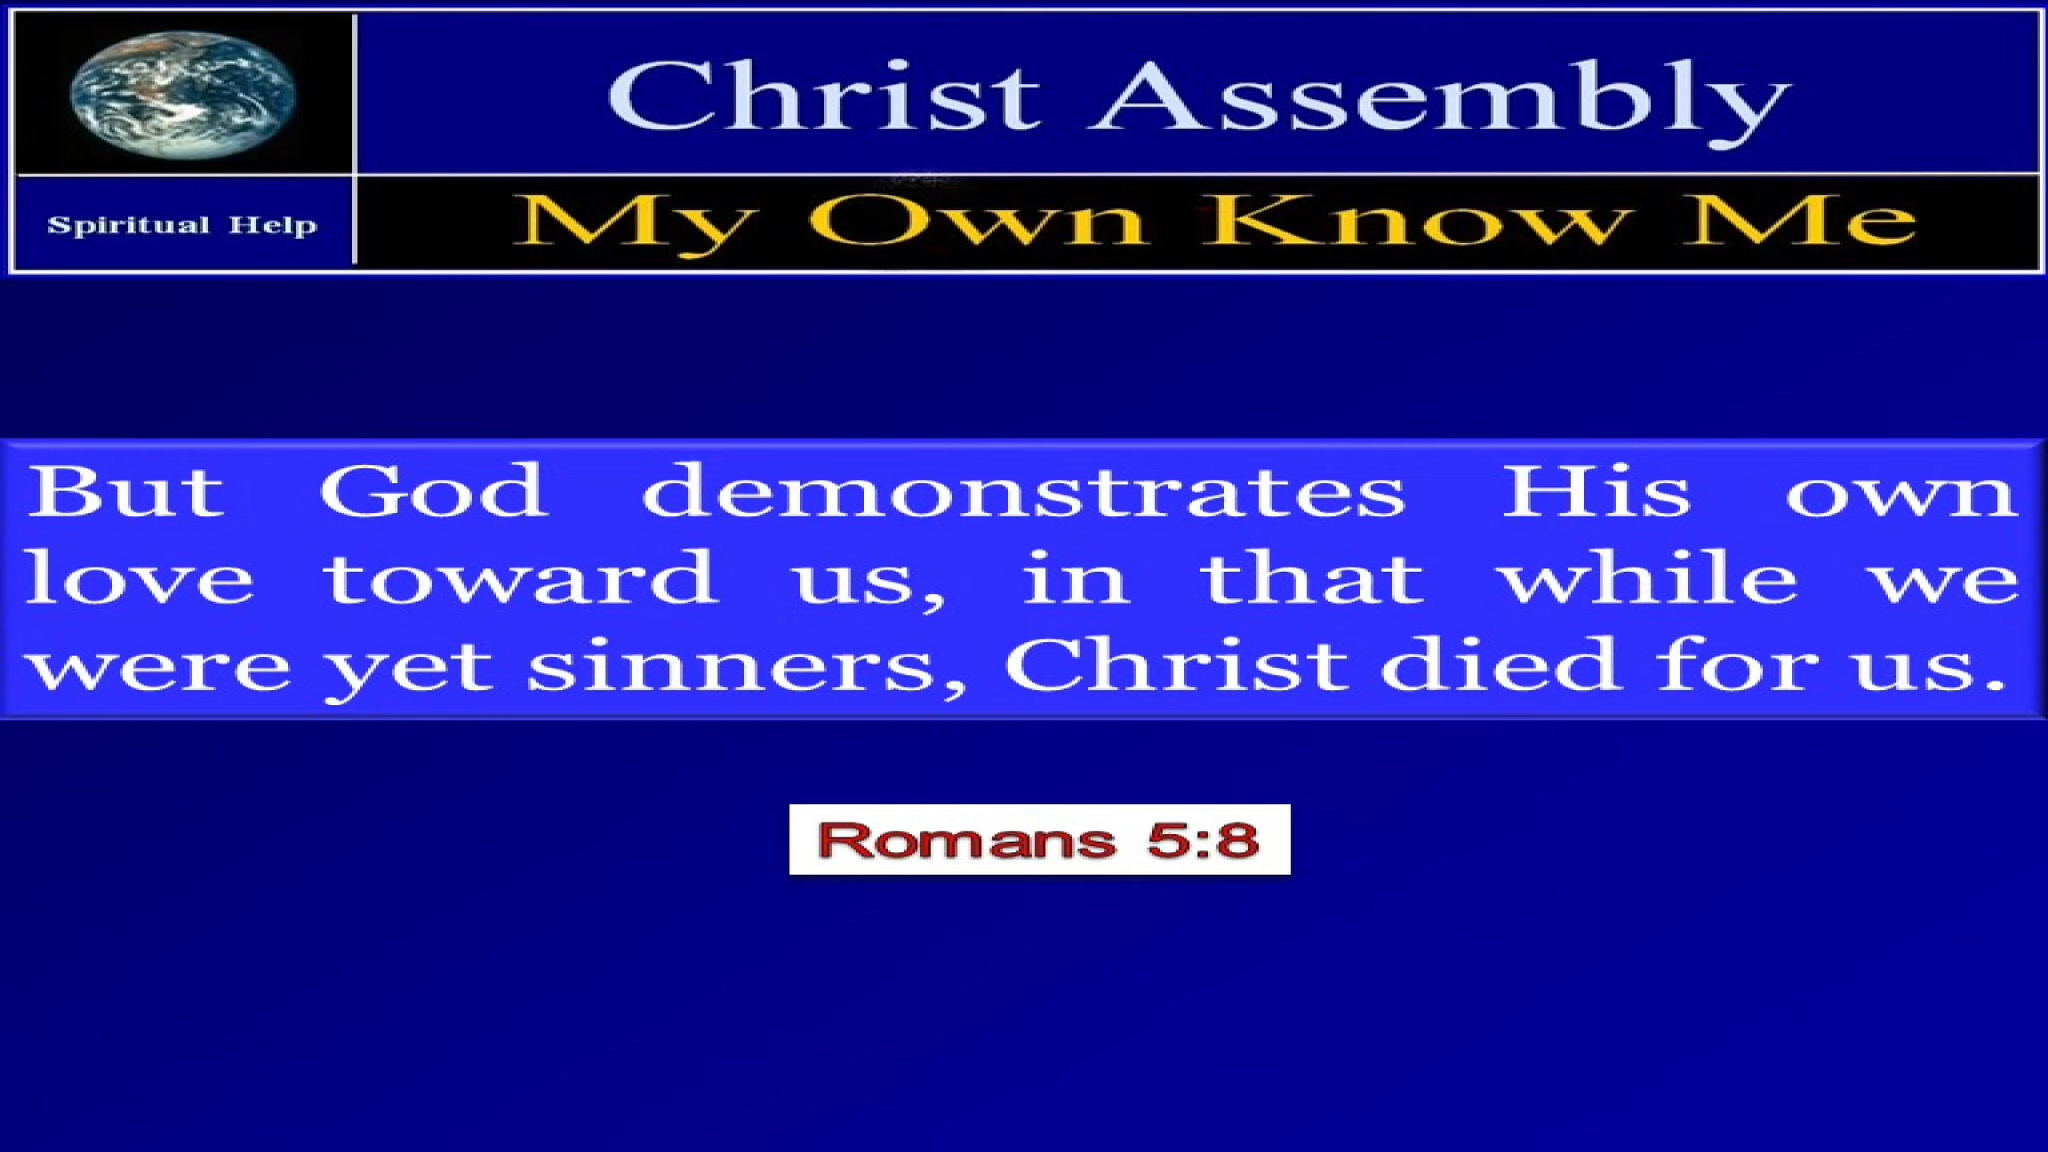 Christ Assembly
Spiritual Help
My Own Know Me
But God demonstrates His own
love toward us, in that while we
were yet sinners, Christ died for us.
Romans 5:8